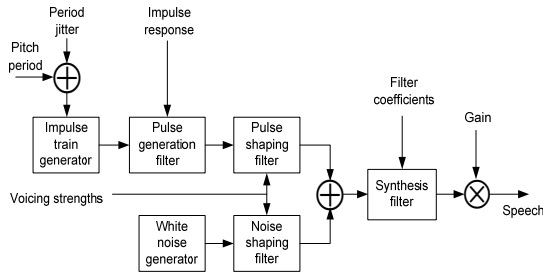 Period
jitter
Impulse
response
Pitch
period
Filter
coefficients
Gain
Impulse
train
generator
Pulse
generation
filter
Pulse
shaping
filter
Synthesis
filter
Voicing strengths
Speech
White
noise
generator
Noise
shaping
filter